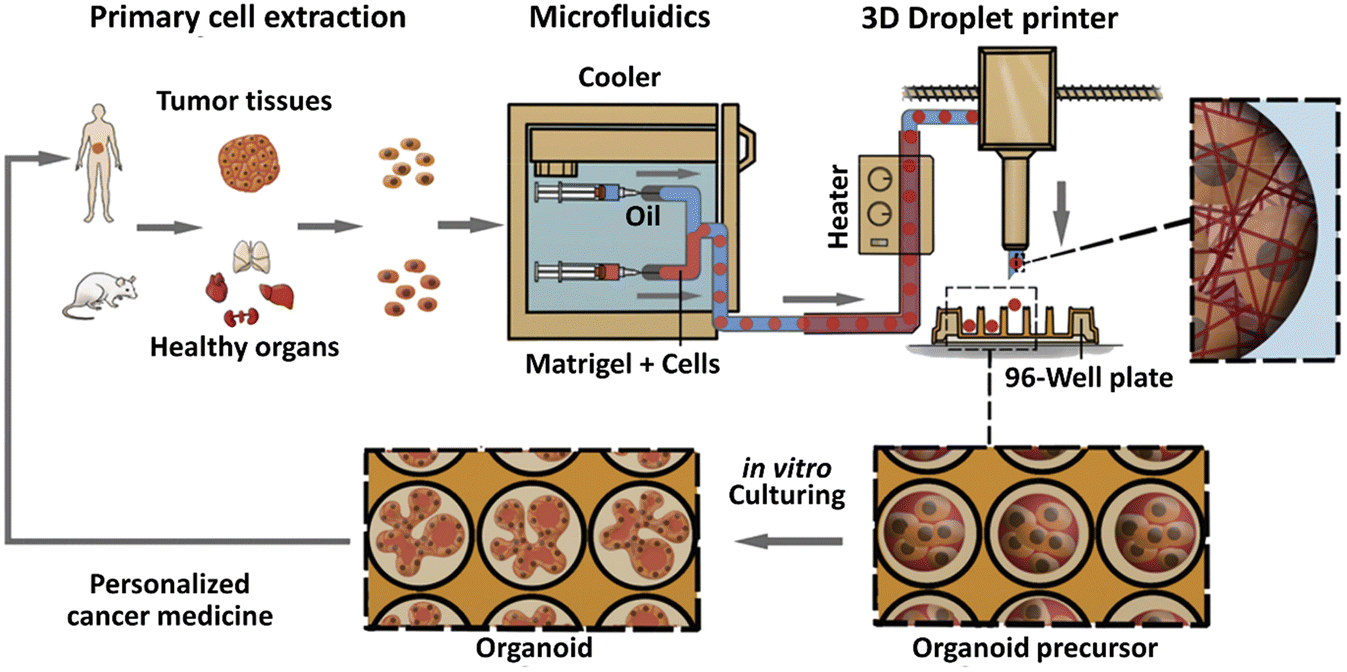 Primary cell extraction
Microfluidics
3D Droplet printer
Cooler
Tumor tissues
Oil
Heater
Healthy organs
Matrigel + Cells
96-Well plate
in vitro
Culturing
Personalized
cancer medicine
Organoid
Organoid precursor